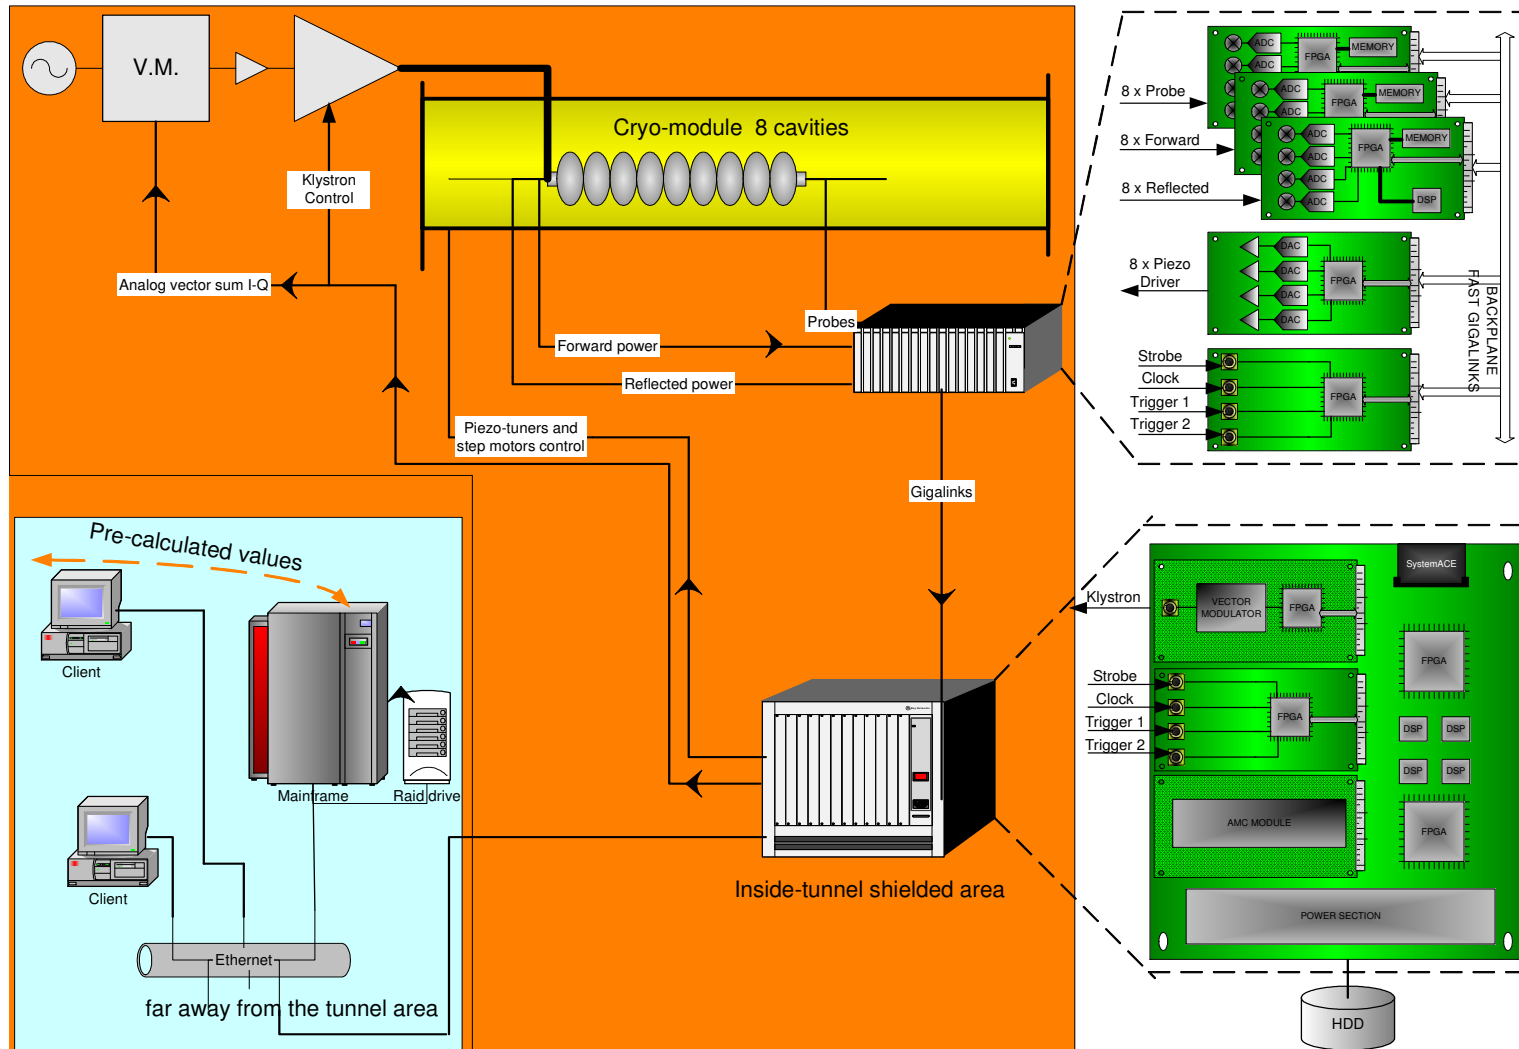 V.M.
Klystron
Control
Cryo-module  8 cavities
Analog vector sum I-Q
Probes
Forward power
Reflected power
Piezo-tuners and
step motors control
Gigalinks
Pre-calculated values
Client
Mainframe
Raid drive
Client
Ethernet
far away from the tunnel area
Inside-tunnel shielded area
8 x Probe
8 x Forward
8 x Reflected
ADC
ADC
FPGA
MEMORY
ADC
ADC
ADC
FPGA
MEMORY
ADC
ADC
ADC
ADC
FPGA
MEMORY
DSP
8 x Piezo
Driver
DAC
DAC
DAC
DAC
FPGA
BACKPLANE
FAST GIGALINKS
Strobe
Clock
Trigger 1
Trigger 2
FPGA
SystemACE
Klystron
VECTOR
MODULATOR
FPGA
FPGA
Strobe
Clock
Trigger 1
Trigger 2
FPGA
DSP
DSP
DSP
DSP
AMC MODULE
FPGA
POWER SECTION
HDD